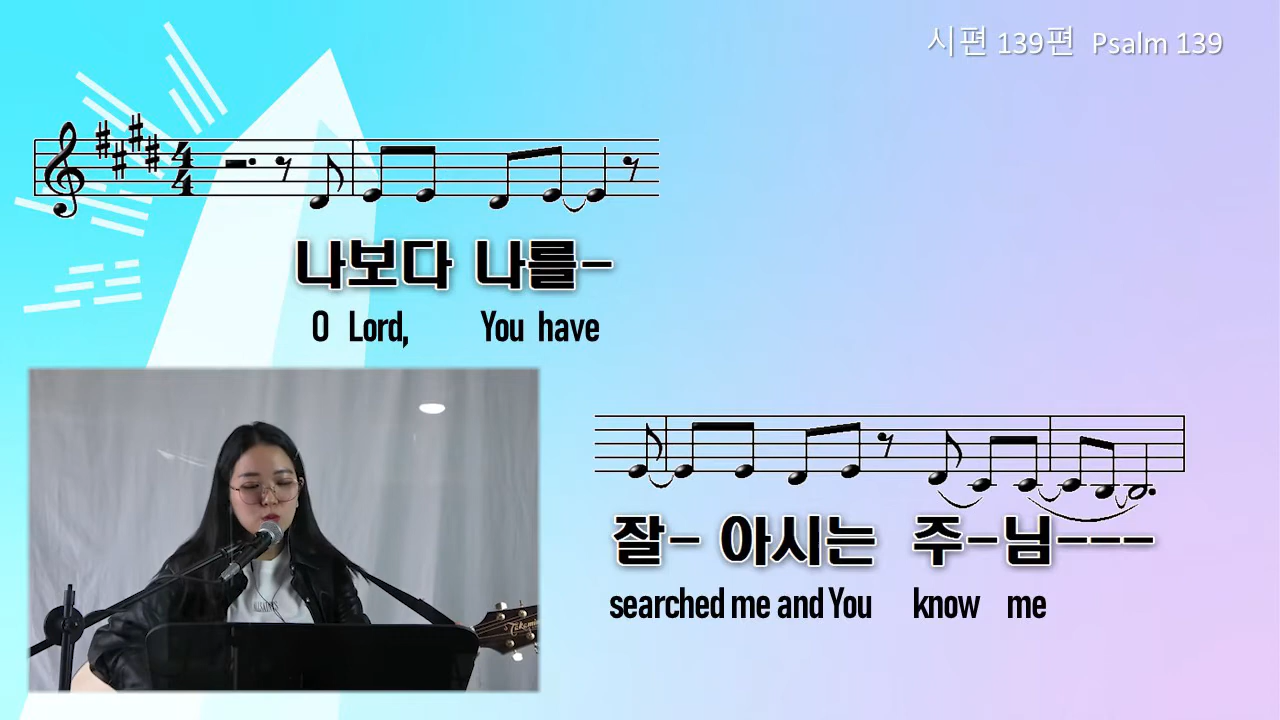 시편 139편 Psalm 139
나보다 나를-
O Lord, You have
잘- 아시는 주-님---
searched me and You know me